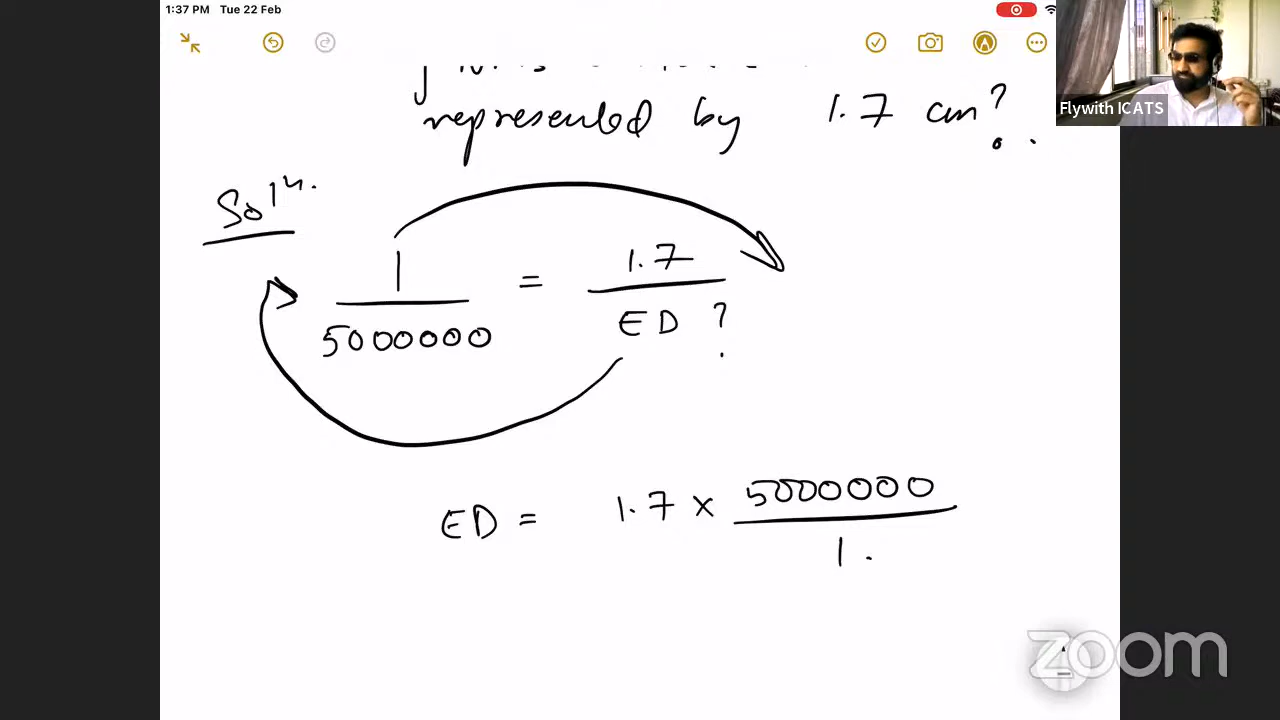 1:37 PM Tue 22 Feb
represented by 1.7 cm?
Flywith ICATS
Soln.
1 = 1.7
5000000 ED ?
ED = 1.7 x 5000000
1.
zoom